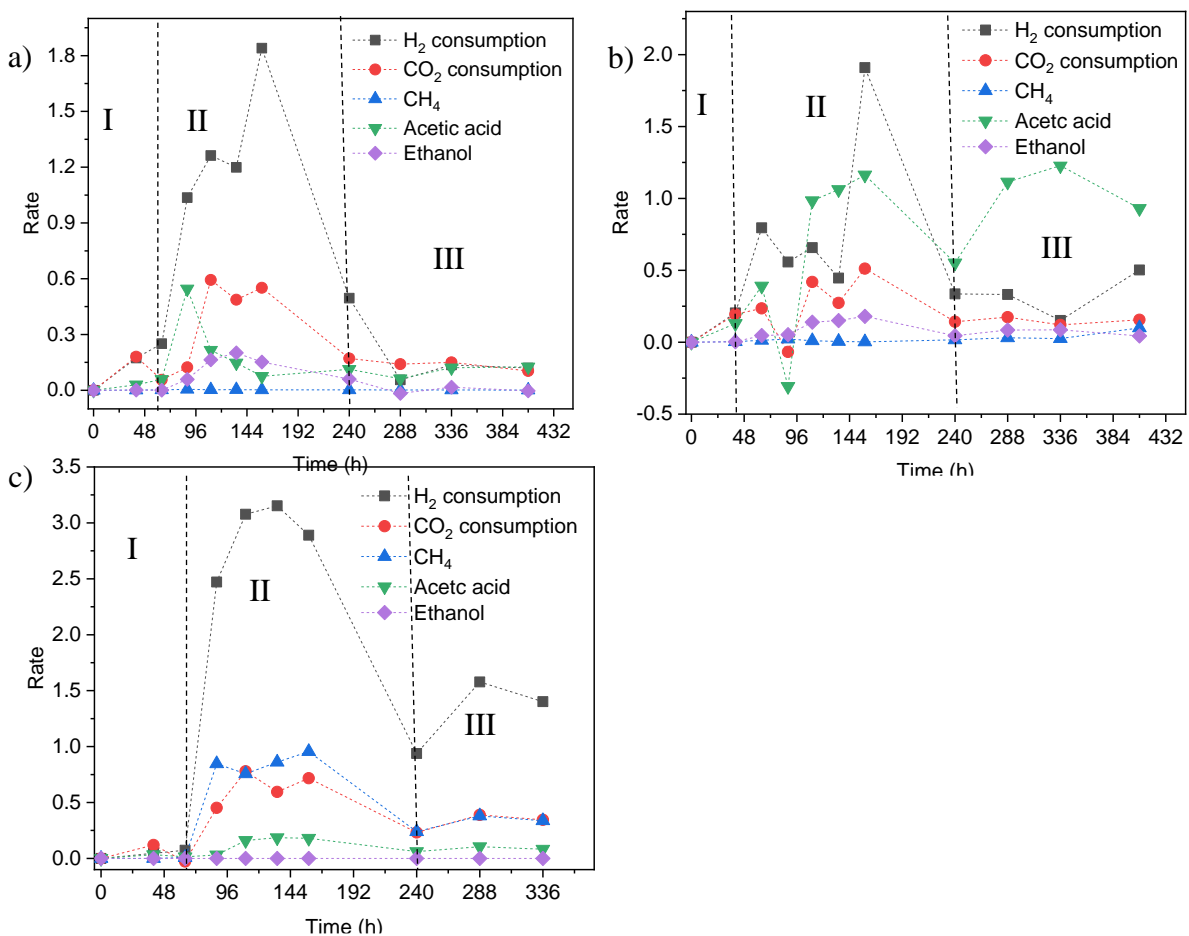 a)
H2 consumption
CO2 consumption
CH4
Acetic acid
Ethanol
I
II
III
Rate
1.8
1.5
1.2
0.9
0.6
0.3
0.0
0 48 96 144 192 240 288 336 384 432
Time (h)
b)
H2 consumption
CO2 consumption
CH4
Acetc acid
Ethanol
I
II
III
Rate
2.0
1.5
1.0
0.5
0.0
-0.5
0 48 96 144 192 240 288 336 384 432
Time (h)
c)
H2 consumption
CO2 consumption
CH4
Acetc acid
Ethanol
I
II
III
Rate
3.5
3.0
2.5
2.0
1.5
1.0
0.5
0.0
0 48 96 144 192 240 288 336
Time (h)